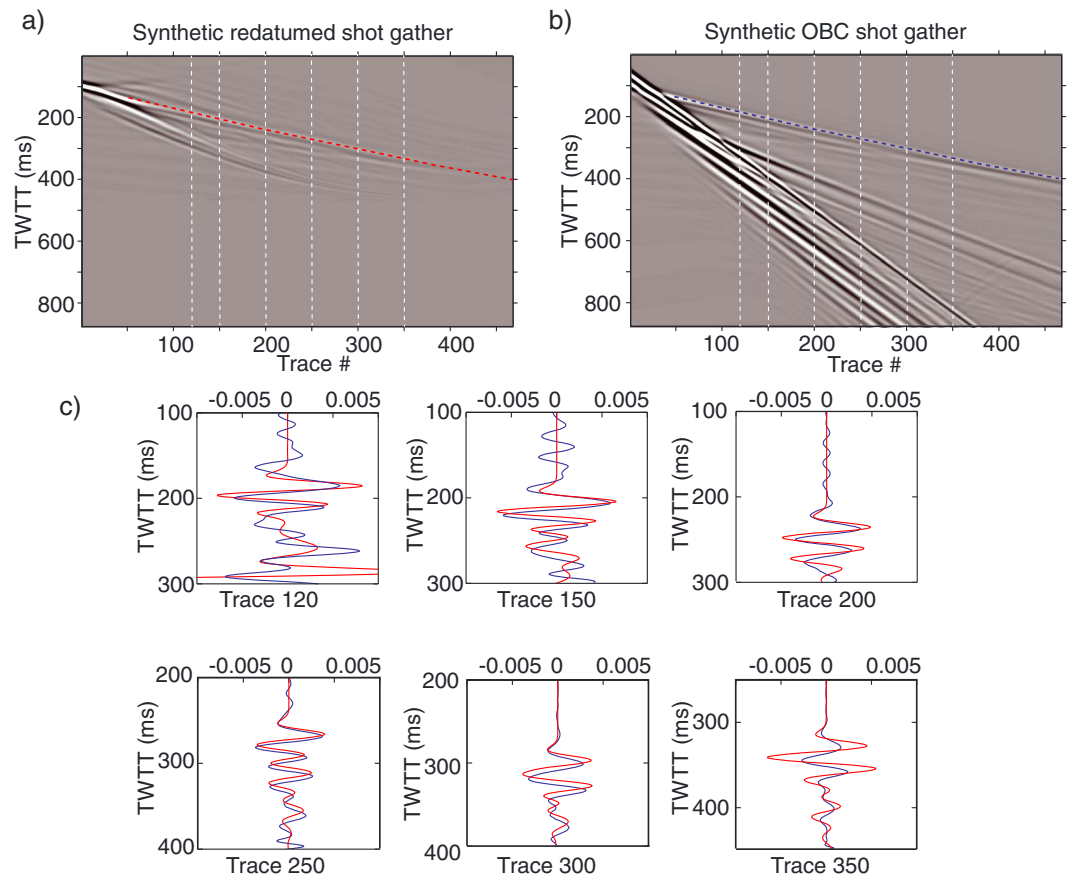 a)
Synthetic redatumed shot gather
TWTT (ms)
200
400
600
800
100 200 300 400
Trace #
b)
Synthetic OBC shot gather
TWTT (ms)
200
400
600
800
100 200 300 400
Trace #
c)
-0.005 0 0.005
TWTT (ms)
100
200
300
Trace 120
-0.005 0 0.005
TWTT (ms)
100
200
300
Trace 150
-0.005 0 0.005
TWTT (ms)
100
200
300
Trace 200
-0.005 0 0.005
TWTT (ms)
200
300
400
Trace 250
-0.005 0 0.005
TWTT (ms)
200
300
400
Trace 300
-0.005 0 0.005
TWTT (ms)
300
400
Trace 350